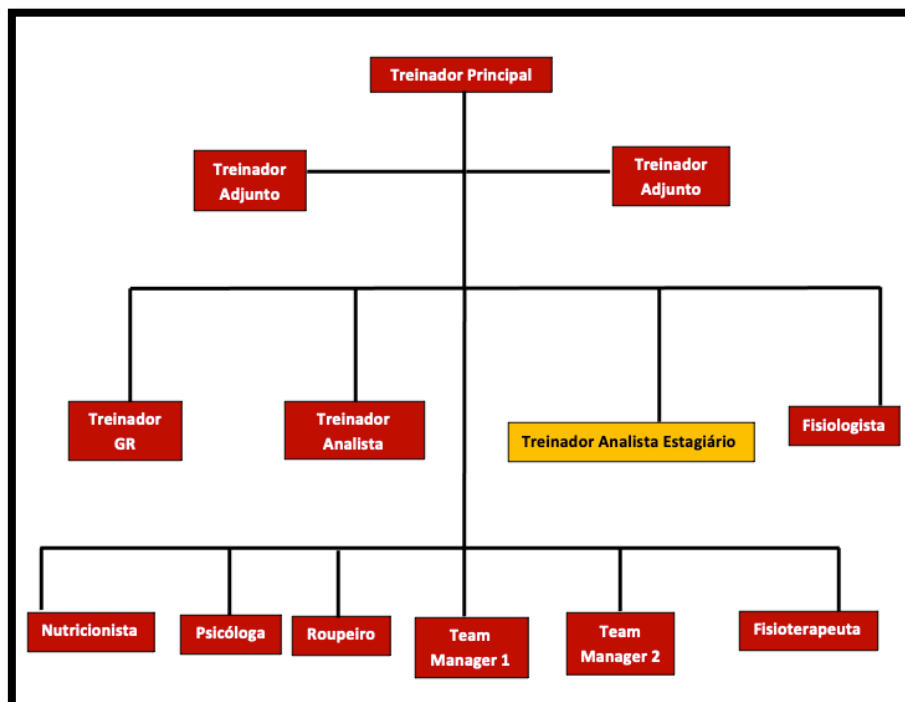 Treinador Principal
Treinador
Adjunto
Treinador
Adjunto
Treinador
GR
Treinador
Analista
Treinador Analista Estagiário
Fisiologista
Nutricionista
Psicóloga
Roupeiro
Team
Manager 1
Team
Manager 2
Fisioterapeuta